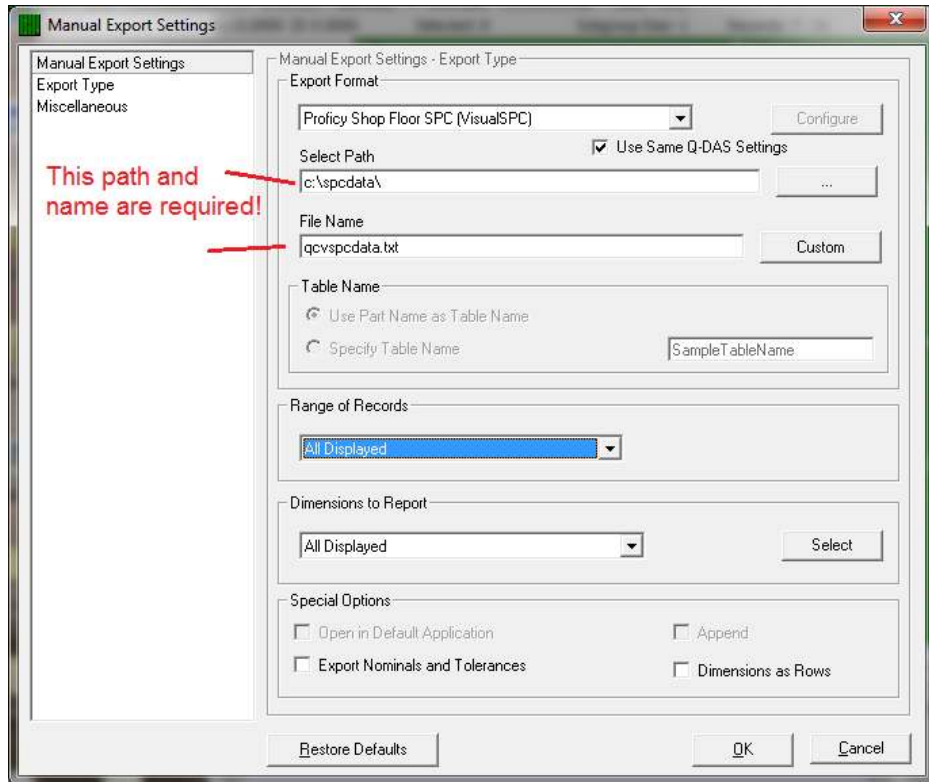 Manual Export Settings
Manual Export Settings
Export Type
Miscellaneous
This path and
name are required!
Manual Export Settings - Export Type
Export Format
Proficy Shop Floor SPC (VisualSPC)
Configure
Use Same Q-DAS Settings
Select Path
c:\spcdata\
...
File Name
qcvspcdata.txt
Custom
Table Name
Use Part Name as Table Name
Specify Table Name
SampleTableName
Range of Records
All Displayed
Dimensions to Report
All Displayed
Select
Special Options
Open in Default Application
Append
Export Nominals and Tolerances
Dimensions as Rows
Restore Defaults
OK
Cancel